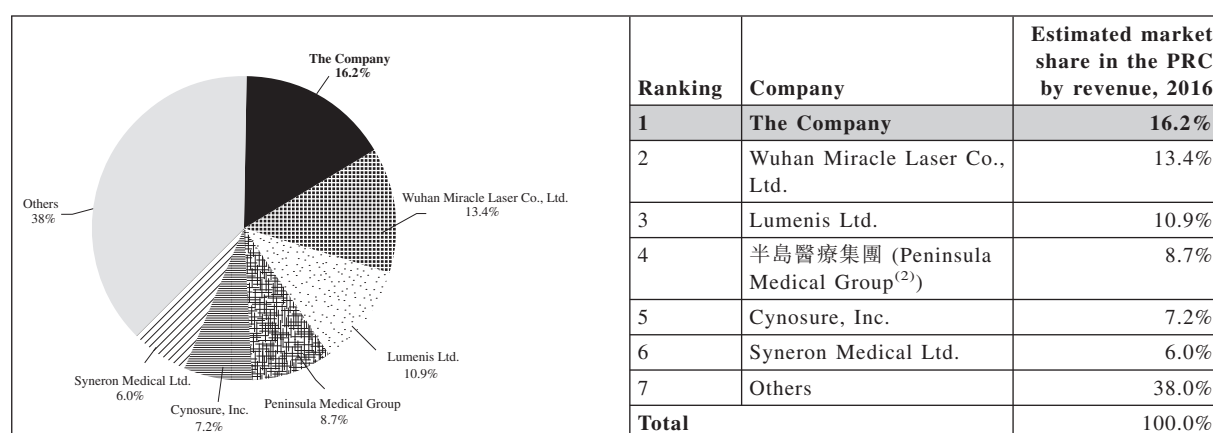 The Company
16.2%
Wuhan Miracle Laser Co., Ltd.
13.4%
Lumenis Ltd.
10.9%
Peninsula Medical Group
8.7%
Cynosure, Inc.
7.2%
Syneron Medical Ltd.
6.0%
Others
38%
Estimated market
share in the PRC
Ranking Company by revenue, 2016
1 The Company 16.2%
2 Wuhan Miracle Laser Co., 13.4%
Ltd.
3 Lumenis Ltd. 10.9%
4 半島醫療集團 (Peninsula 8.7%
Medical Group(2))
5 Cynosure, Inc. 7.2%
6 Syneron Medical Ltd. 6.0%
7 Others 38.0%
Total 100.0%